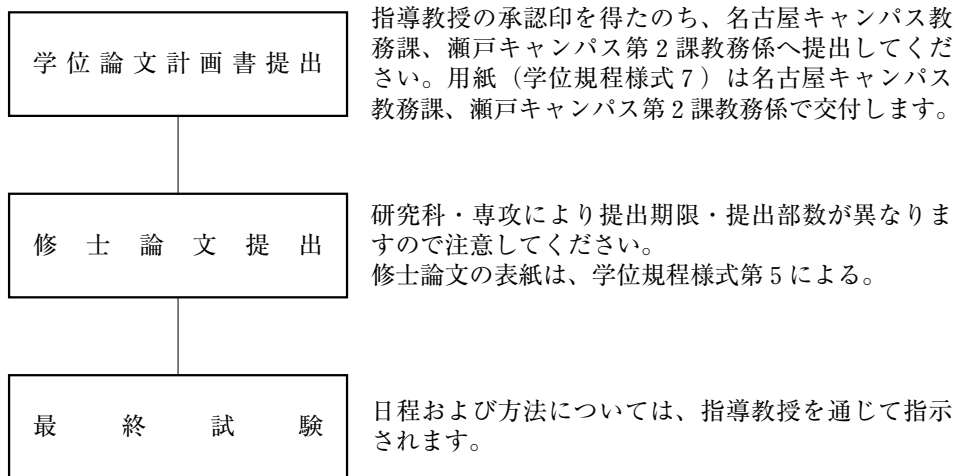 学位論文計画書提出
指導教授の承認印を得たのち、名古屋キャンパス教
務課、瀬戸キャンパス第2課教務係へ提出してくだ
さい。用紙（学位規程様式7）は名古屋キャンパス
教務課、瀬戸キャンパス第2課教務係で交付します。
修士論文提出
研究科・専攻により提出期限・提出部数が異なりま
すので注意してください。
修士論文の表紙は、学位規程様式第5による。
最終試験
日程および方法については、指導教授を通じて指示
されます。